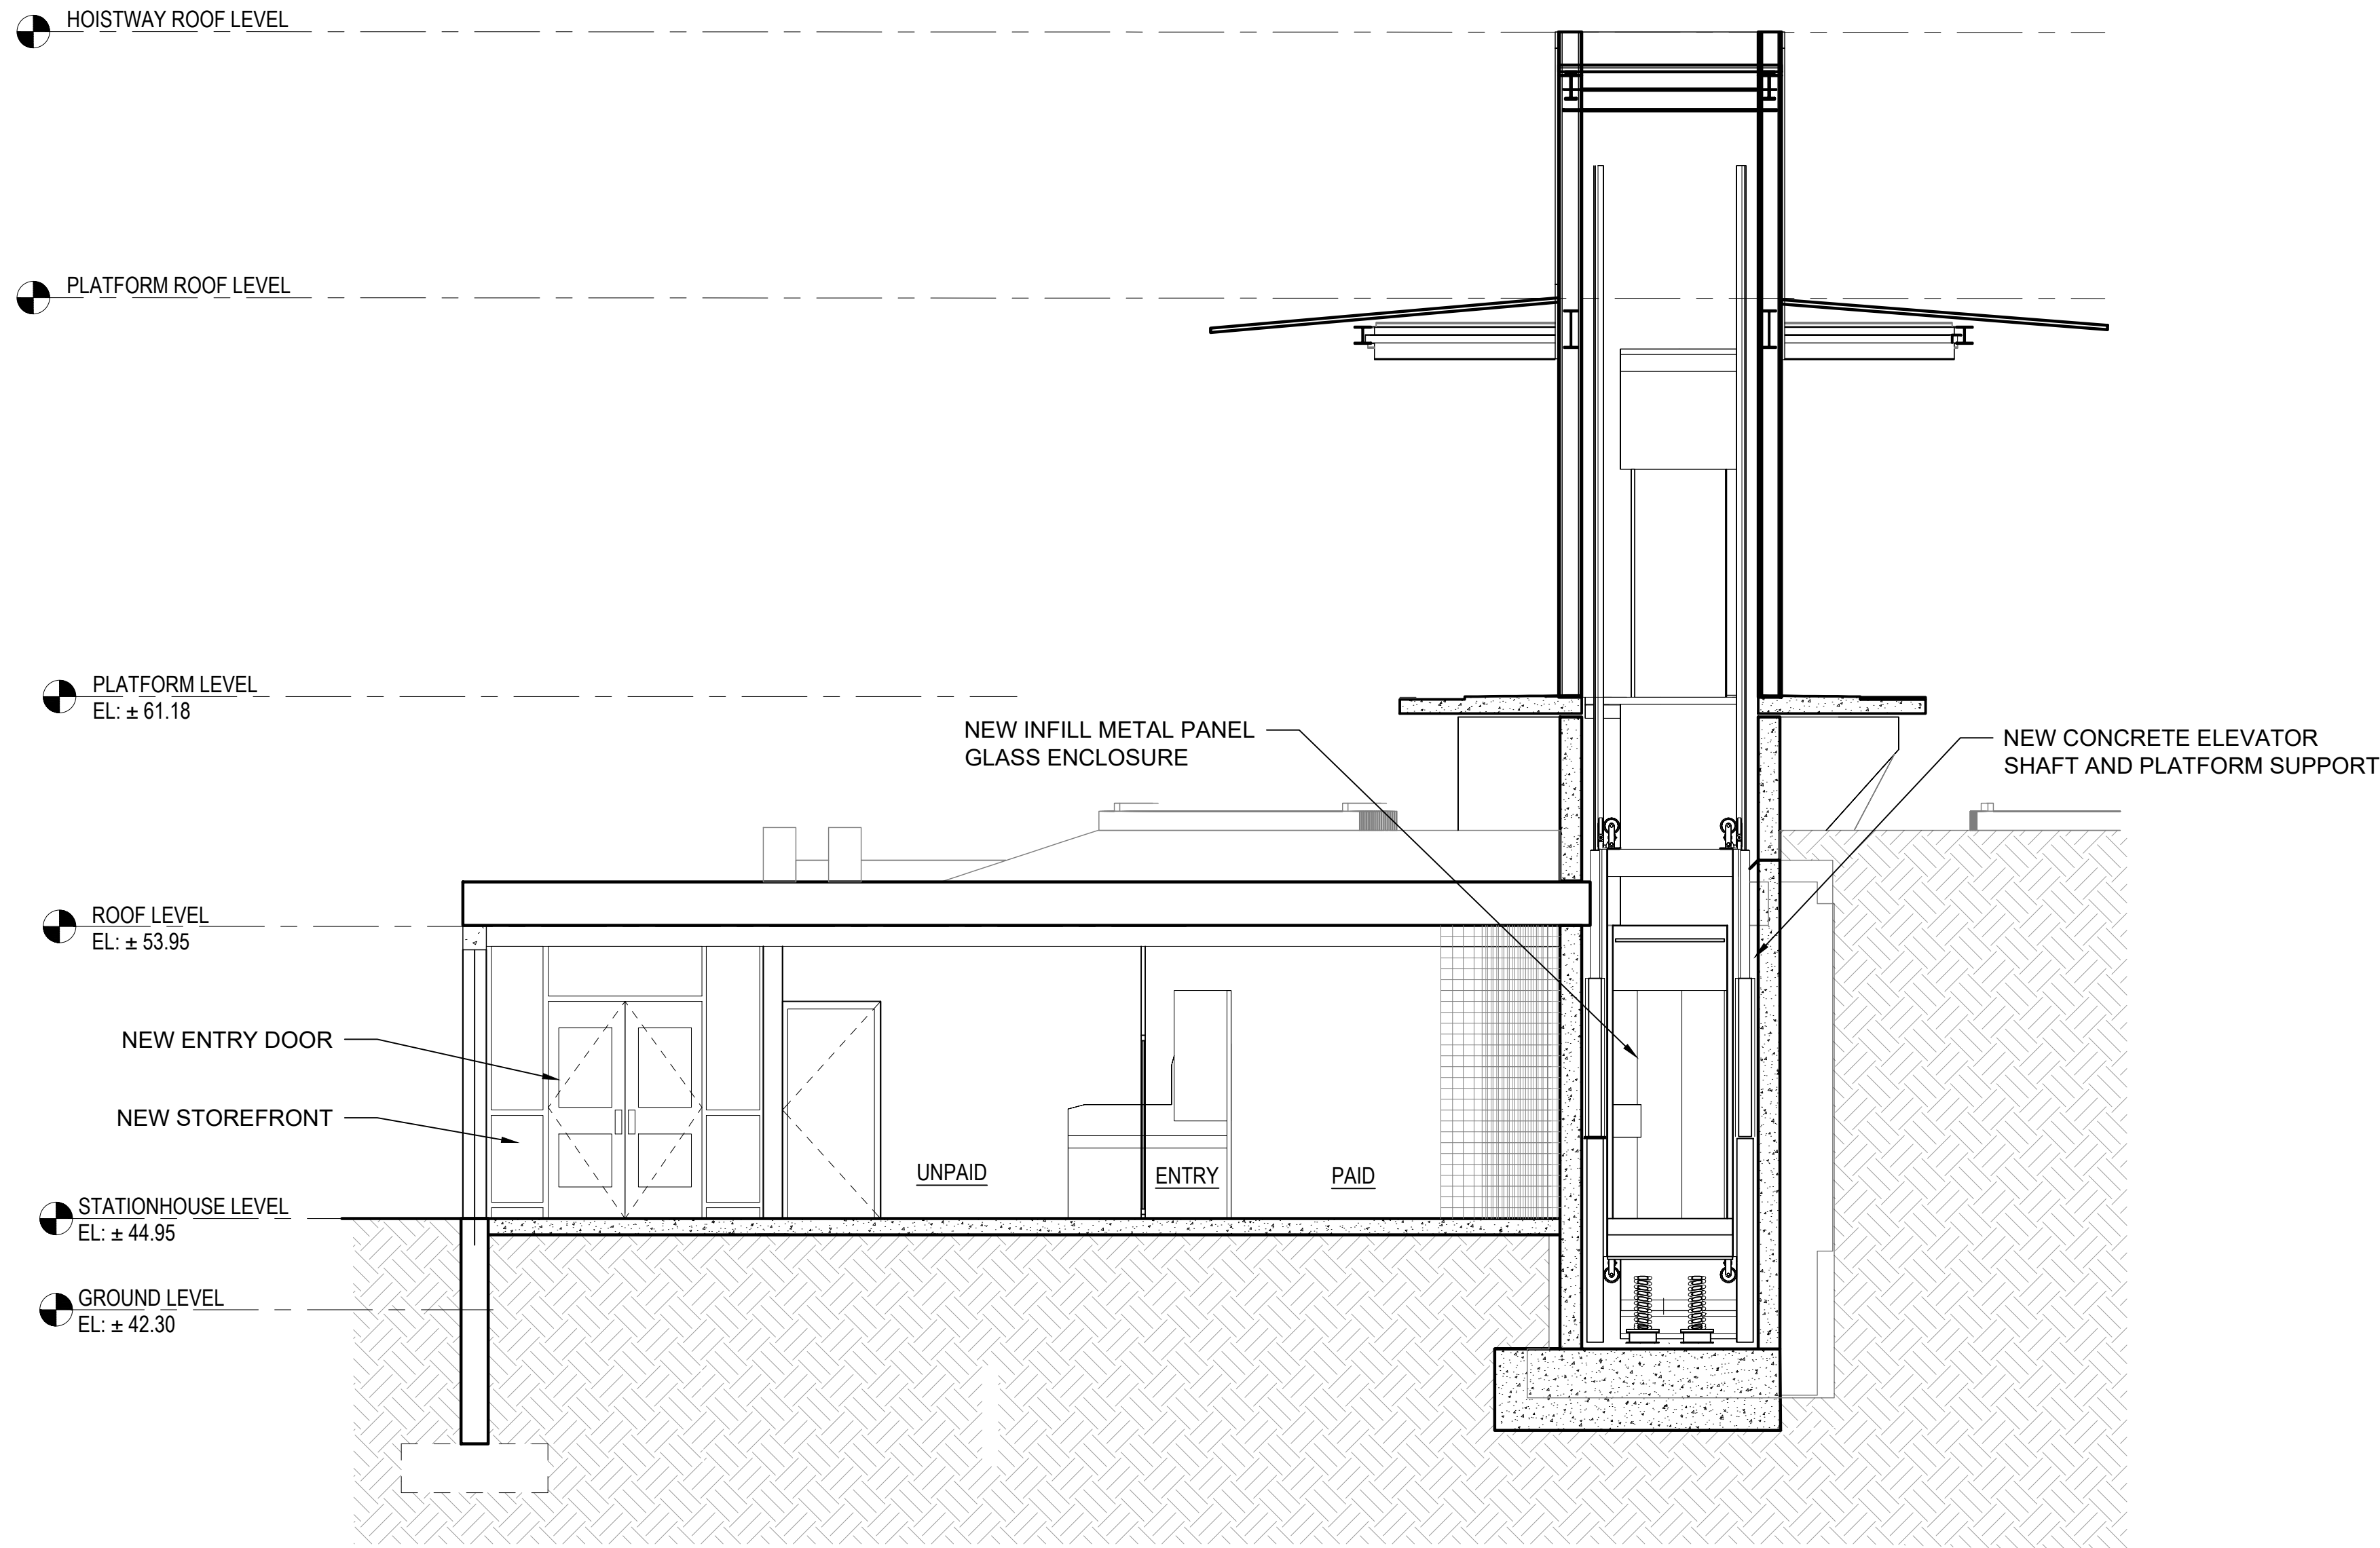 HOISTWAY ROOF LEVEL
PLATFORM ROOF LEVEL
PLATFORM LEVEL
EL: ± 61.18
NEW INFILL METAL PANEL
GLASS ENCLOSURE
NEW CONCRETE ELEVATOR
SHAFT AND PLATFORM SUPPORT
ROOF LEVEL
EL: ± 53.95
NEW ENTRY DOOR
NEW STOREFRONT
UNPAID
ENTRY
PAID
STATIONHOUSE LEVEL
EL: ± 44.95
GROUND LEVEL
EL: ± 42.30